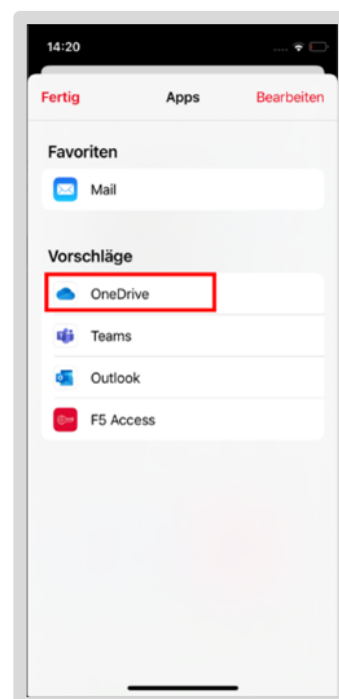 14:20
Fertig Apps Bearbeiten
Favoriten
Mail
Vorschläge
OneDrive
Teams
Outlook
F5 Access